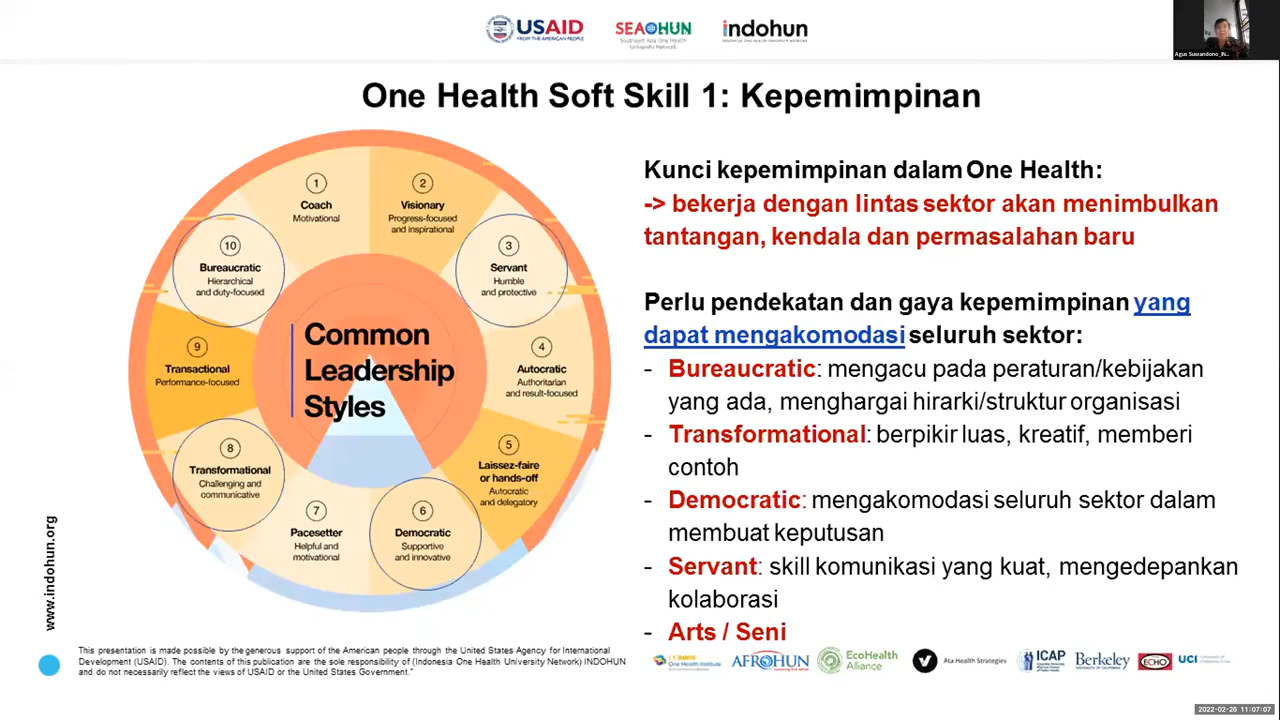 USAID
FROM THE AMERICAN PEOPLE
SEAOHUN
Southeast Asia One Health
University Network
indohun
Agus Suwandono_IN...
One Health Soft Skill 1: Kepemimpinan
1
Coach
Motivational
2
Visionary
Progress-focused
and inspirational
3
Servant
Humble
and protective
4
Autocratic
Authoritarian
and result-focused
5
Laissez-faire
or hands-off
Autocratic
and delegatory
6
Democratic
Supportive
and innovative
7
Pacesetter
Helpful and
motivational
8
Transformational
Challenging and
communicative
9
Transactional
Performance-focused
10
Bureaucratic
Hierarchical
and duty-focused
Common
Leadership
Styles
Kunci kepemimpinan dalam One Health:
-> bekerja dengan lintas sektor akan menimbulkan
tantangan, kendala dan permasalahan baru
Perlu pendekatan dan gaya kepemimpinan yang
dapat mengakomodasi seluruh sektor:
- Bureaucratic: mengacu pada peraturan/kebijakan
yang ada, menghargai hirarki/struktur organisasi
- Transformational: berpikir luas, kreatif, memberi
contoh
- Democratic: mengakomodasi seluruh sektor dalam
membuat keputusan
- Servant: skill komunikasi yang kuat, mengedepankan
kolaborasi
- Arts / Seni
www.indohun.org
This presentation is made possible by the generous support of the American people through the United States Agency for International
Development (USAID). The contents of this publication are the sole responsibility of (Indonesia One Health University Network) INDOHUN
and do not necessarily reflect the views of USAID or the United States Government."
One Health Institute
AFROHUN
EcoHealth
Alliance
Ata Health Strategies
ICAP
Berkeley
UNIVERSITY OF CALIFORNIA
ECHO
UCI
2022-02-26 11:07:07